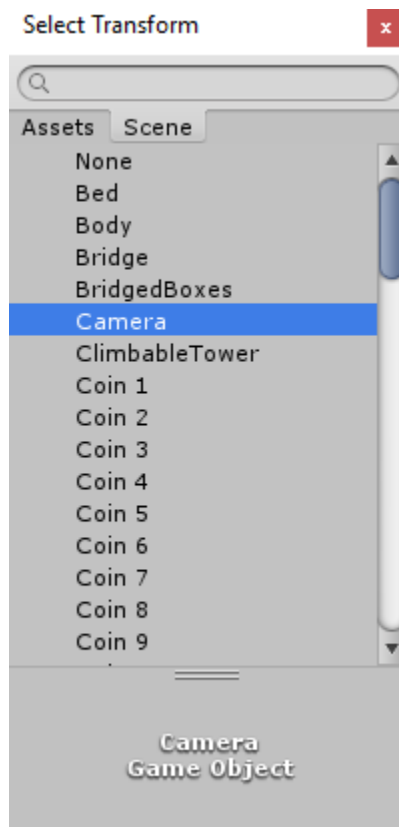 Select Transform
x
Assets Scene
None
Bed
Body
Bridge
BridgedBoxes
Camera
ClimbableTower
Coin 1
Coin 2
Coin 3
Coin 4
Coin 5
Coin 6
Coin 7
Coin 8
Coin 9
Camera
Game Object